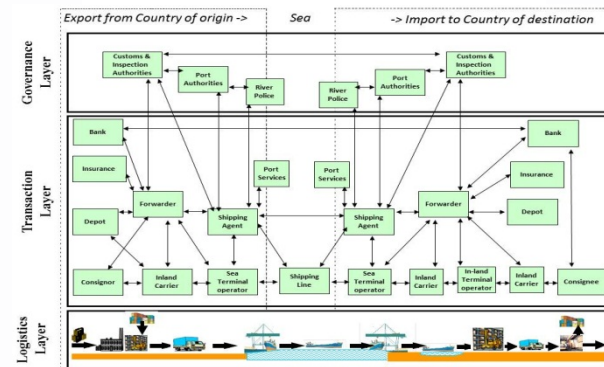 Export from Country of origin ->
Sea
-> Import to Country of destination
Governance
Layer
Customs &
Inspection
Authorities
Port
Authorities
River
Police
River
Police
Port
Authorities
Customs &
Inspection
Authorities
Transaction
Layer
Bank
Insurance
Forwarder
Depot
Port
Services
Shipping
Agent
Consignor
Inland
Carrier
Sea
Terminal
operator
Shipping
Line
Port
Services
Shipping
Agent
Forwarder
Bank
Insurance
Depot
Sea
Terminal
operator
Inland
Carrier
In-land
Terminal
operator
Inland
Carrier
Consignee
Logistics
Layer